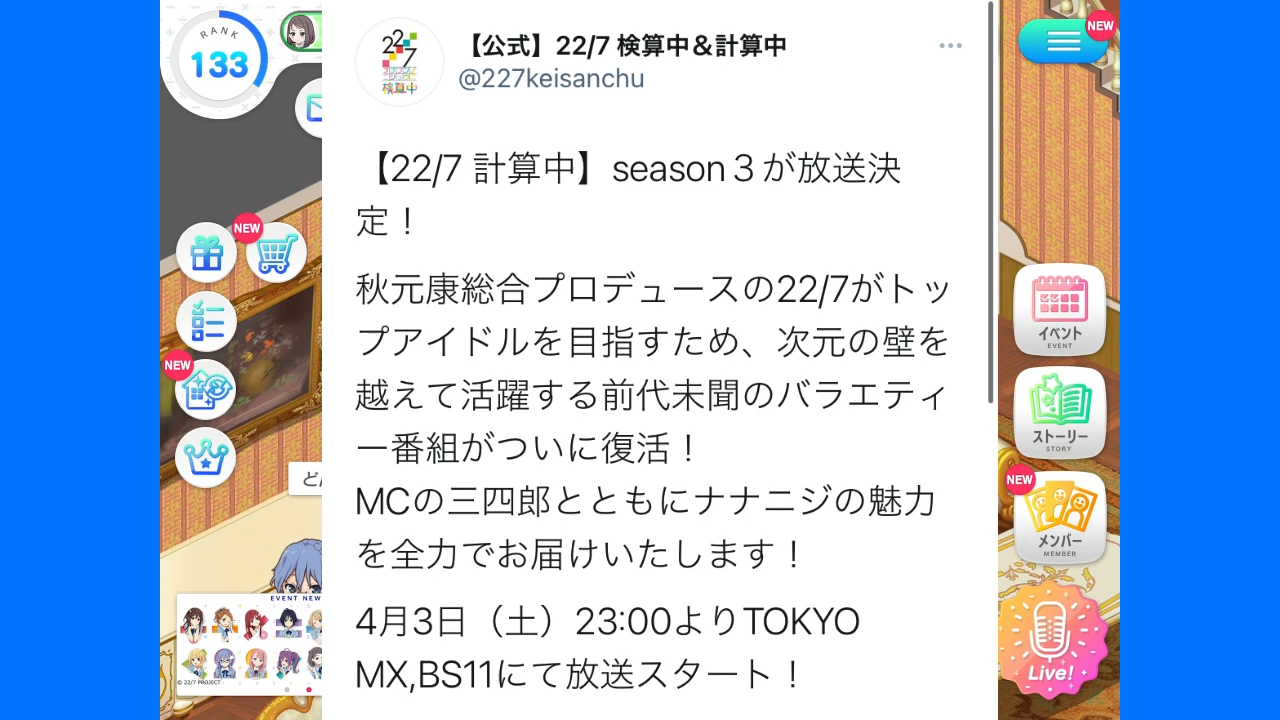 RANK
133
NEW
NEW
ど
EVENT NEW
© 22/7 PROJECT
22/7
検算中
【公式】22/7 検算中&計算中
@227keisanchu
【22/7 計算中】season３が放送決
定！
秋元康総合プロデュースの22/7がトッ
プアイドルを目指すため、次元の壁を
越えて活躍する前代未聞のバラエティ
ー番組がついに復活！
MCの三四郎とともにナナニジの魅力
を全力でお届けいたします！
4月3日（土）23:00よりTOKYO
MX,BS11にて放送スタート！
NEW
イベント
EVENT
ストーリー
STORY
NEW
メンバー
MEMBER
Live!